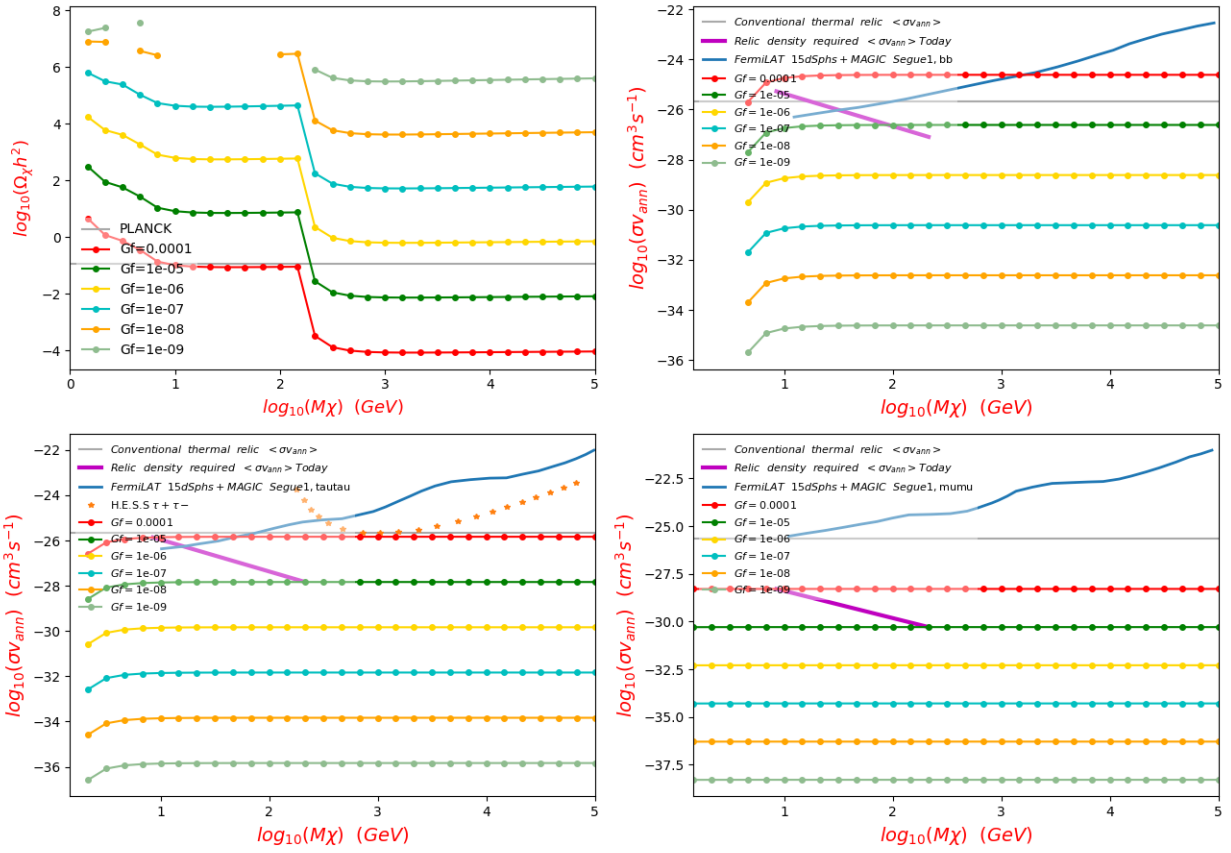 8
6
4
2
0
−2
−4
0
1
2
3
4
5
log10(Ωχh²)
log10(Mχ) (GeV)
PLANCK
Gf=0.0001
Gf=1e-05
Gf=1e-06
Gf=1e-07
Gf=1e-08
Gf=1e-09
−22
−24
−26
−28
−30
−32
−34
−36
1
2
3
4
5
log10(σv_ann) (cm³s⁻¹)
log10(Mχ) (GeV)
Conventional thermal relic <σv_ann>
Relic density required <σv_ann> Today
FermiLAT 15dSphs + MAGIC Segue1, bb
Gf = 0.0001
Gf = 1e-05
Gf = 1e-06
Gf = 1e-07
Gf = 1e-08
Gf = 1e-09
−22
−24
−26
−28
−30
−32
−34
−36
1
2
3
4
5
log10(σv_ann) (cm³s⁻¹)
log10(Mχ) (GeV)
Conventional thermal relic <σv_ann>
Relic density required <σv_ann> Today
FermiLAT 15dSphs + MAGIC Segue1, tautau
H.E.S.S τ + τ −
Gf = 0.0001
Gf = 1e-05
Gf = 1e-06
Gf = 1e-07
Gf = 1e-08
Gf = 1e-09
−22.5
−25.0
−27.5
−30.0
−32.5
−35.0
−37.5
1
2
3
4
5
log10(σv_ann) (cm³s⁻¹)
log10(Mχ) (GeV)
Conventional thermal relic <σv_ann>
Relic density required <σv_ann> Today
FermiLAT 15dSphs + MAGIC Segue1, mumu
Gf = 0.0001
Gf = 1e-05
Gf = 1e-06
Gf = 1e-07
Gf = 1e-08
Gf = 1e-09